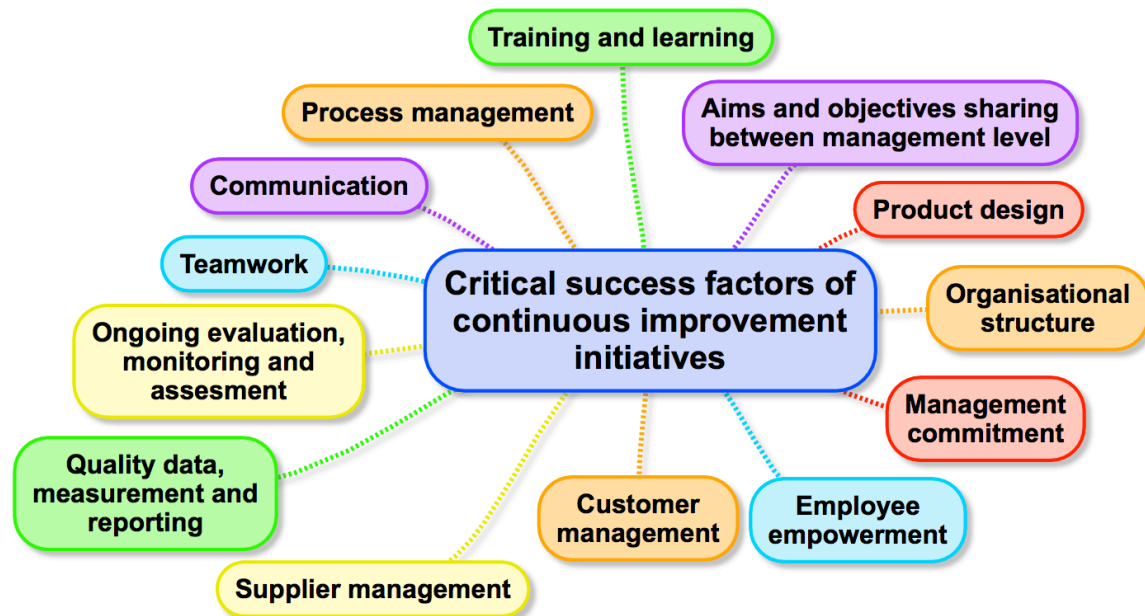 Training and learning
Process management
Aims and objectives sharing
between management level
Communication
Product design
Teamwork
Critical success factors of
continuous improvement
initiatives
Organisational
structure
Ongoing evaluation,
monitoring and
assesment
Management
commitment
Quality data,
measurement and
reporting
Customer
management
Employee
empowerment
Supplier management